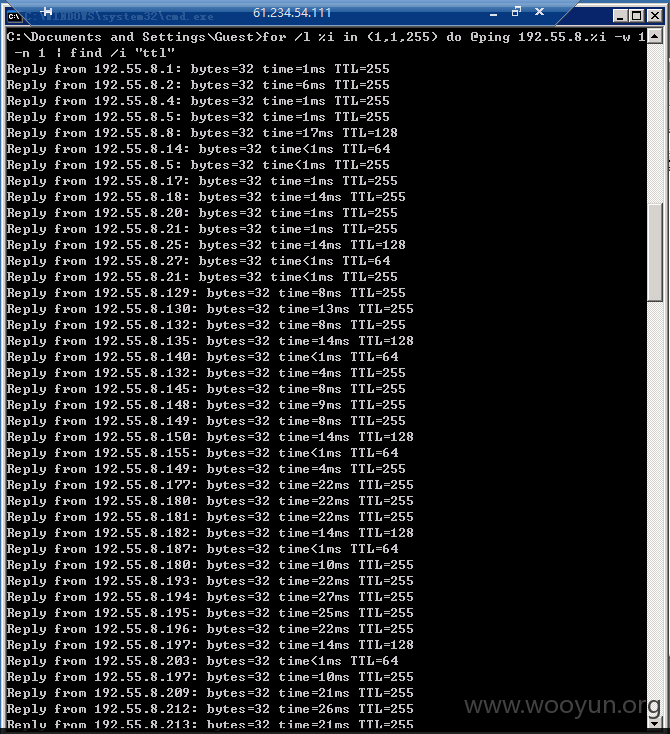 C:\WINDOWS\system32\cmd.exe
61.234.54.111
C:\Documents and Settings\Guest>for /l %i in (1,1,255) do @ping 192.55.8.%i -w 1
 -n 1 | find /i "ttl"
Reply from 192.55.8.1: bytes=32 time=1ms TTL=255
Reply from 192.55.8.2: bytes=32 time=6ms TTL=255
Reply from 192.55.8.4: bytes=32 time=1ms TTL=255
Reply from 192.55.8.5: bytes=32 time=1ms TTL=255
Reply from 192.55.8.8: bytes=32 time=17ms TTL=128
Reply from 192.55.8.14: bytes=32 time<1ms TTL=64
Reply from 192.55.8.5: bytes=32 time<1ms TTL=255
Reply from 192.55.8.17: bytes=32 time=1ms TTL=255
Reply from 192.55.8.18: bytes=32 time=14ms TTL=255
Reply from 192.55.8.20: bytes=32 time=1ms TTL=255
Reply from 192.55.8.21: bytes=32 time=1ms TTL=255
Reply from 192.55.8.25: bytes=32 time=14ms TTL=128
Reply from 192.55.8.27: bytes=32 time<1ms TTL=64
Reply from 192.55.8.21: bytes=32 time<1ms TTL=255
Reply from 192.55.8.129: bytes=32 time=8ms TTL=255
Reply from 192.55.8.130: bytes=32 time=13ms TTL=255
Reply from 192.55.8.132: bytes=32 time=8ms TTL=255
Reply from 192.55.8.135: bytes=32 time=14ms TTL=128
Reply from 192.55.8.140: bytes=32 time<1ms TTL=64
Reply from 192.55.8.132: bytes=32 time=4ms TTL=255
Reply from 192.55.8.145: bytes=32 time=8ms TTL=255
Reply from 192.55.8.148: bytes=32 time=9ms TTL=255
Reply from 192.55.8.149: bytes=32 time=8ms TTL=255
Reply from 192.55.8.150: bytes=32 time=14ms TTL=128
Reply from 192.55.8.155: bytes=32 time<1ms TTL=64
Reply from 192.55.8.149: bytes=32 time=4ms TTL=255
Reply from 192.55.8.177: bytes=32 time=22ms TTL=255
Reply from 192.55.8.180: bytes=32 time=22ms TTL=255
Reply from 192.55.8.181: bytes=32 time=22ms TTL=255
Reply from 192.55.8.182: bytes=32 time=14ms TTL=128
Reply from 192.55.8.187: bytes=32 time<1ms TTL=64
Reply from 192.55.8.180: bytes=32 time=10ms TTL=255
Reply from 192.55.8.193: bytes=32 time=22ms TTL=255
Reply from 192.55.8.194: bytes=32 time=27ms TTL=255
Reply from 192.55.8.195: bytes=32 time=25ms TTL=255
Reply from 192.55.8.196: bytes=32 time=22ms TTL=255
Reply from 192.55.8.197: bytes=32 time=14ms TTL=128
Reply from 192.55.8.203: bytes=32 time<1ms TTL=64
Reply from 192.55.8.197: bytes=32 time=10ms TTL=255
Reply from 192.55.8.209: bytes=32 time=21ms TTL=255
Reply from 192.55.8.212: bytes=32 time=26ms TTL=255
Reply from 192.55.8.213: bytes=32 time=21ms TTL=255
www.wooyun.org